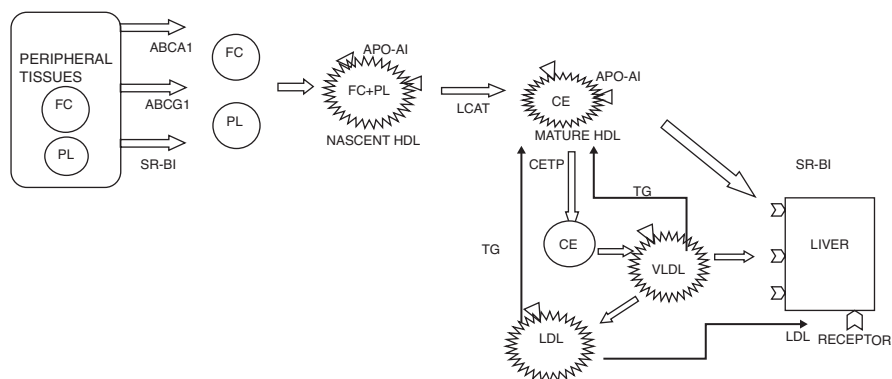 PERIPHERAL
TISSUES
FC
PL
ABCA1
ABCG1
SR-BI
FC
PL
APO-AI
FC+PL
NASCENT HDL
LCAT
APO-AI
CE
MATURE HDL
CETP
TG
TG
CE
VLDL
LDL
SR-BI
LIVER
LDL
RECEPTOR